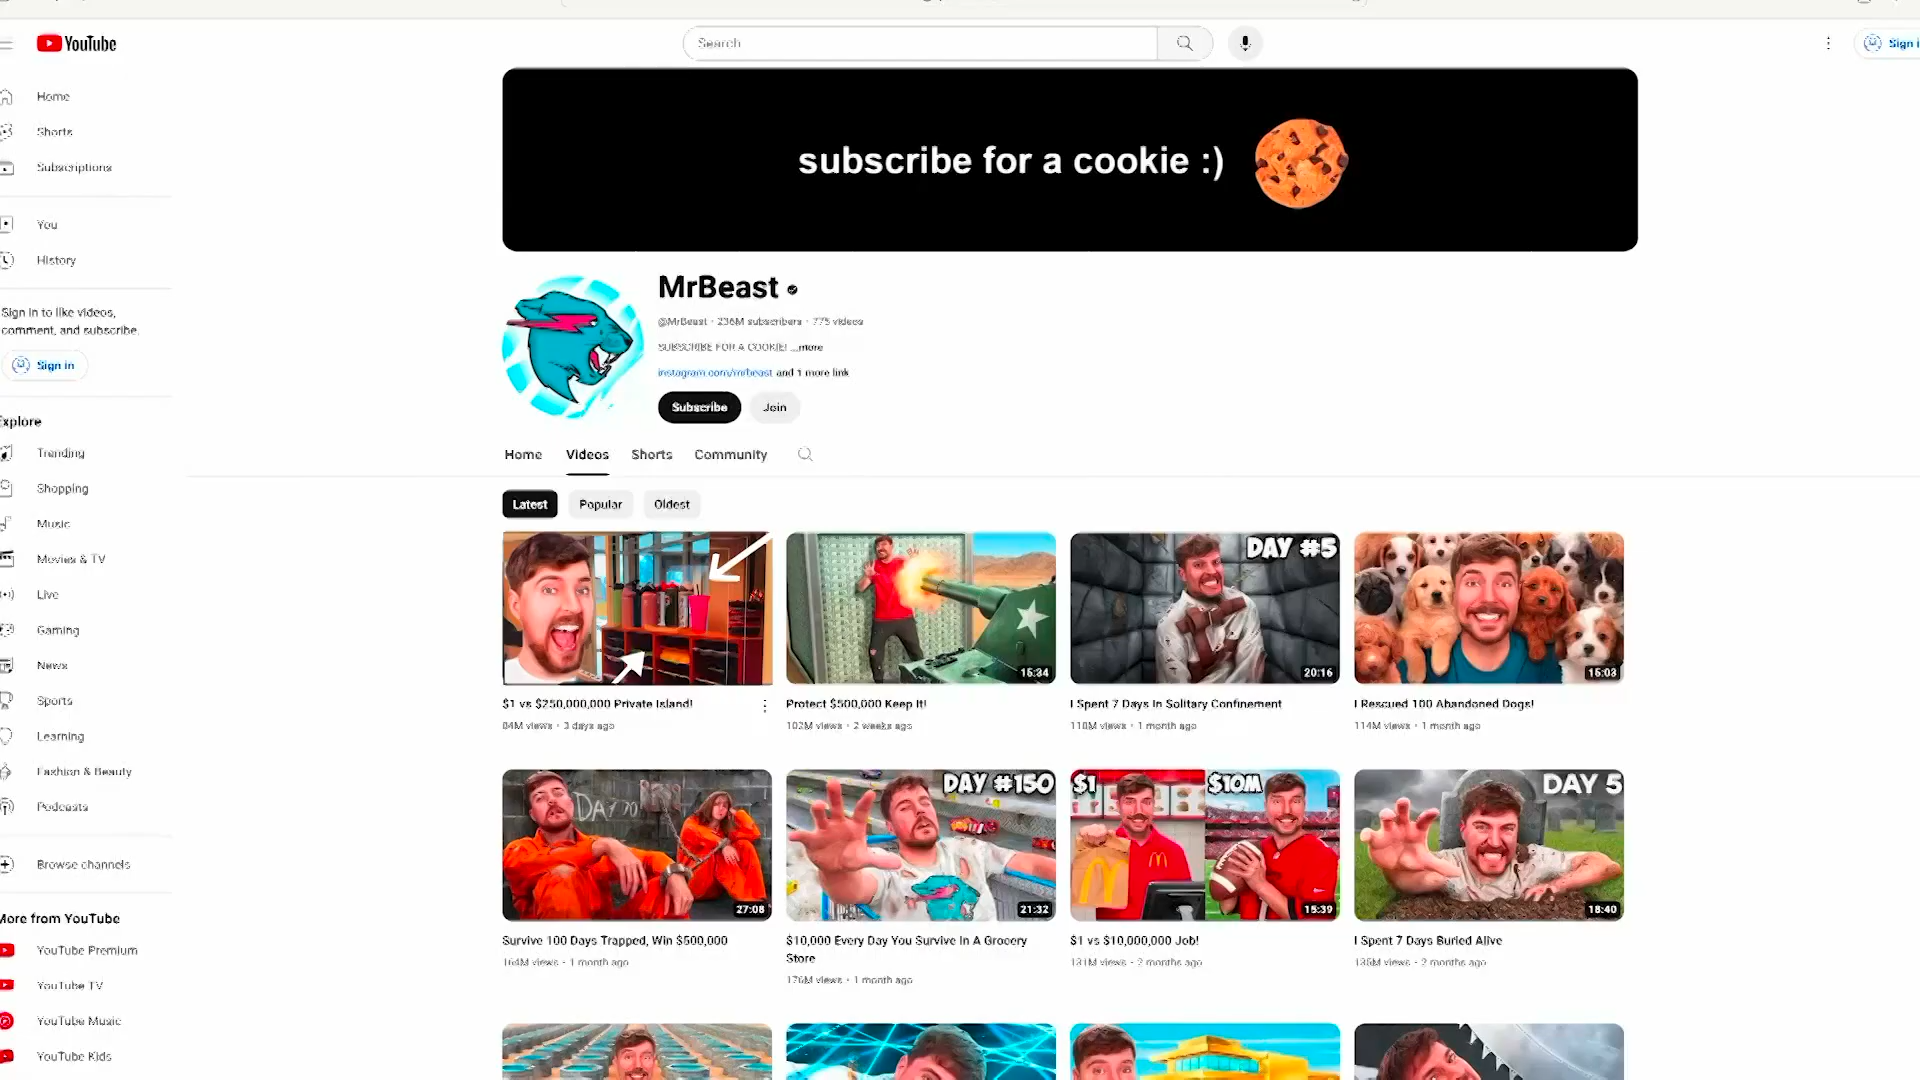 YouTube
Search
Sign i
Home
Shorts
Subscriptions
You
History
Sign in to like videos,
comment, and subscribe.
Sign in
Explore
Trending
Shopping
Music
Movies & TV
Live
Gaming
News
Sports
Learning
Fashion & Beauty
Podcasts
Browse channels
More from YouTube
YouTube Premium
YouTube TV
YouTube Music
YouTube Kids
subscribe for a cookie :)
MrBeast
@MrBeast · 236M subscribers · 775 videos
SUBSCRIBE FOR A COOKIE! ...more
instagram.com/mrbeast and 1 more link
Subscribe
Join
Home
Videos
Shorts
Community
Latest
Popular
Oldest
$1 vs $250,000,000 Private Island!
84M views · 3 days ago
15:34
Protect $500,000 Keep It!
102M views · 2 weeks ago
DAY #5
20:16
I Spent 7 Days In Solitary Confinement
118M views · 1 month ago
15:03
I Rescued 100 Abandoned Dogs!
114M views · 1 month ago
DAY 70
27:08
Survive 100 Days Trapped, Win $500,000
164M views · 1 month ago
DAY #150
21:32
$10,000 Every Day You Survive In A Grocery
Store
176M views · 1 month ago
$1
$10M
15:39
$1 vs $10,000,000 Job!
131M views · 2 months ago
DAY 5
18:40
I Spent 7 Days Buried Alive
135M views · 2 months ago